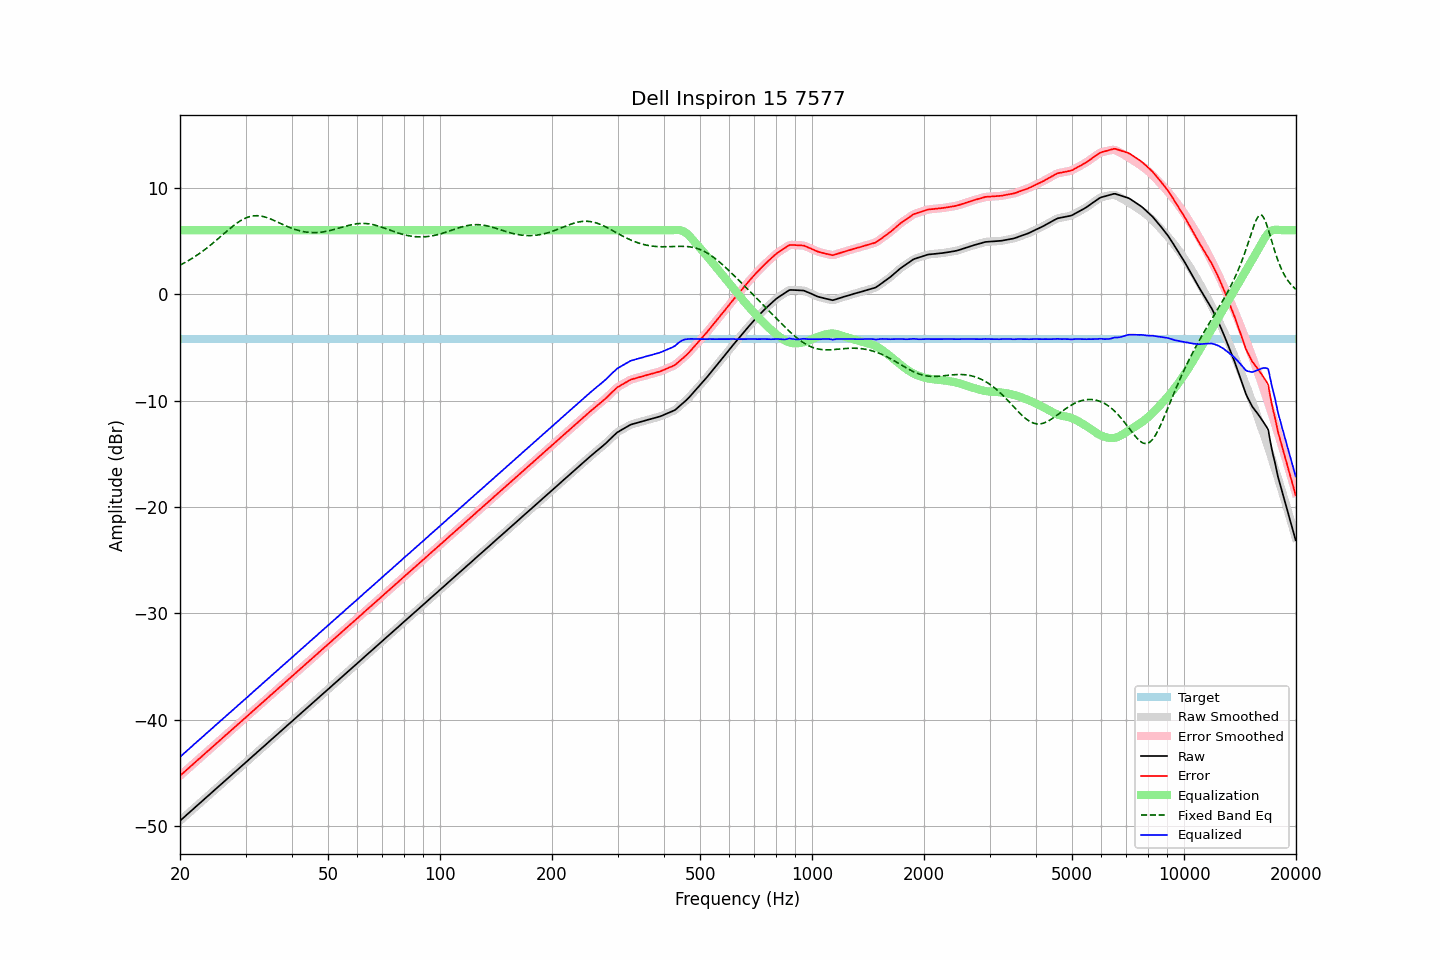 Dell Inspiron 15 7577
Amplitude (dBr)
10
0
−10
−20
−30
−40
−50
20 50 100 200 500 1000 2000 5000 10000 20000
Frequency (Hz)
Target
Raw Smoothed
Error Smoothed
Raw
Error
Equalization
Fixed Band Eq
Equalized